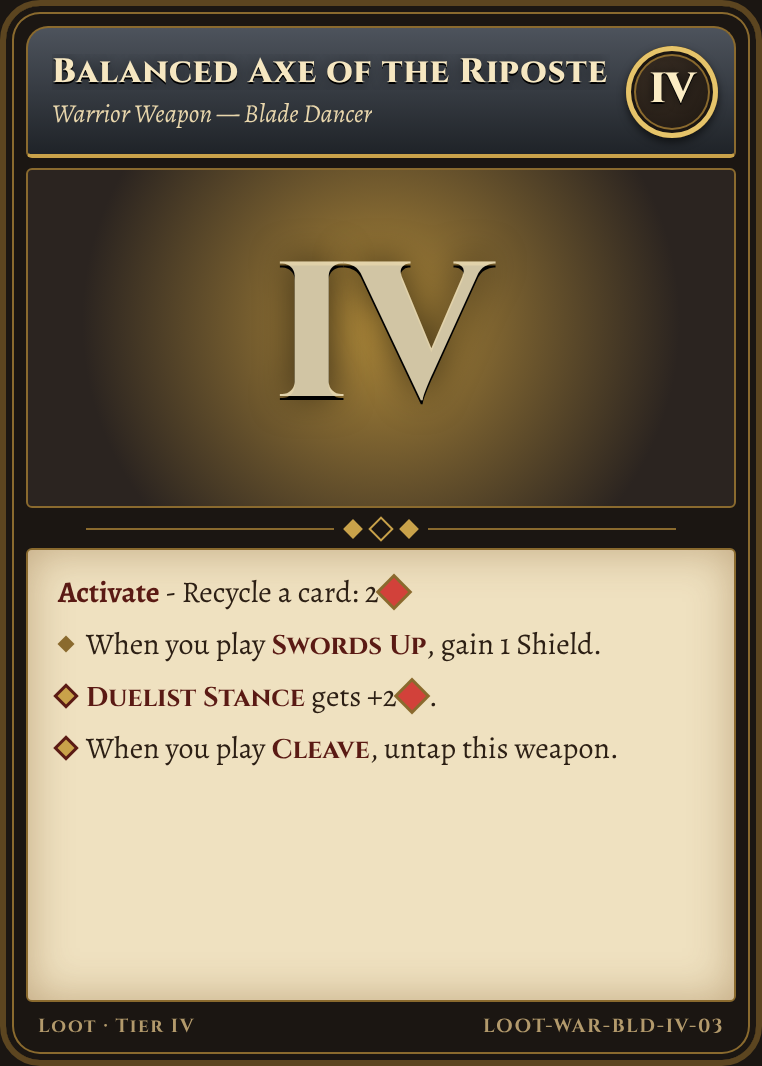 Balanced Axe of the Riposte
IV
Warrior Weapon — Blade Dancer
IV
Activate - Recycle a card: 2
When you play Swords Up, gain 1 Shield.
Duelist Stance gets +2.
When you play Cleave, untap this weapon.
Loot · Tier IV
LOOT-WAR-BLD-IV-03